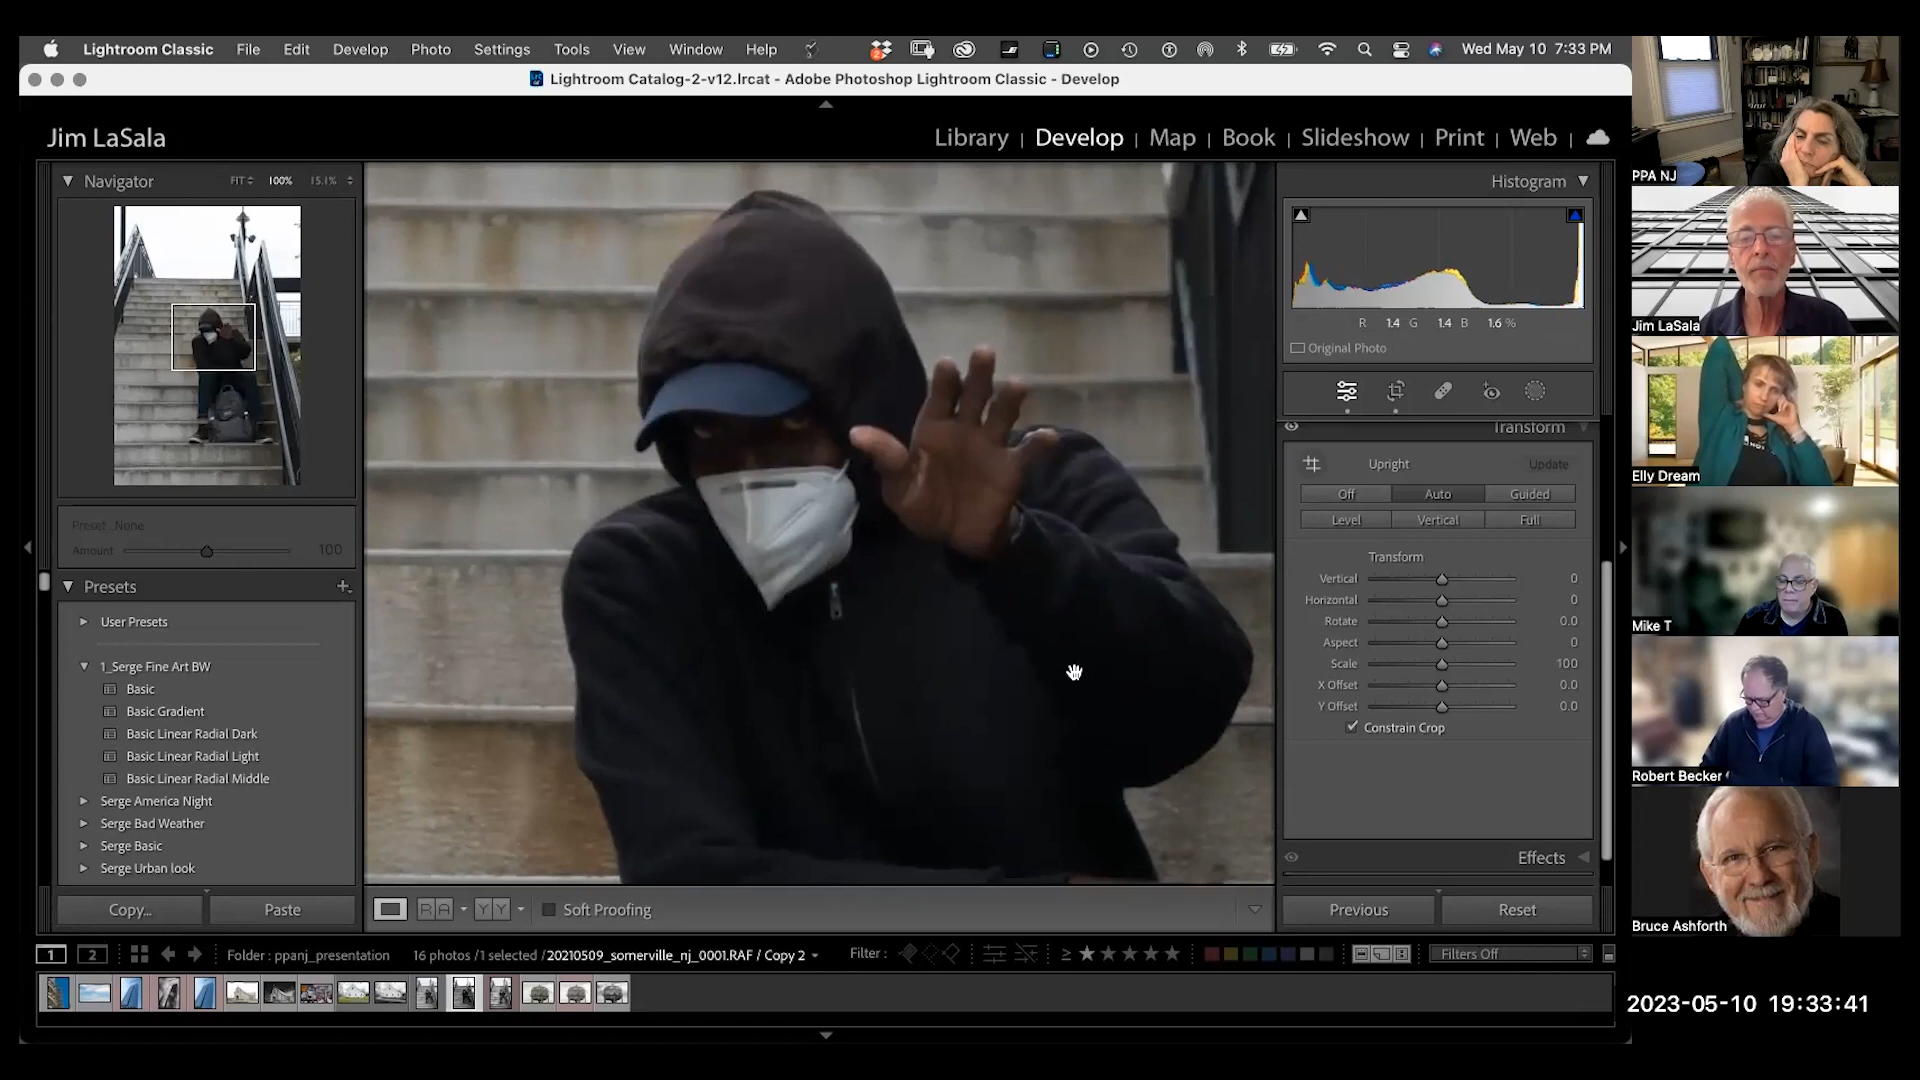 Lightroom Classic File Edit Develop Photo Settings Tools View Window Help 2 Wed May 10 7:33 PM
Lightroom Catalog-2-v12.lrcat - Adobe Photoshop Lightroom Classic - Develop
Jim LaSala
Library | Develop | Map | Book | Slideshow | Print | Web |
Navigator FIT 100% 15.1%
Preset: None
Amount 100
Presets +
User Presets
1_Serge Fine Art BW
Basic
Basic Gradient
Basic Linear Radial Dark
Basic Linear Radial Light
Basic Linear Radial Middle
Serge America Night
Serge Bad Weather
Serge Basic
Serge Urban look
Copy... Paste
R A Y Y Soft Proofing
Histogram
R 1.4 G 1.4 B 1.6 %
Original Photo
Transform
Upright Update
Off Auto Guided
Level Vertical Full
Transform
Vertical 0
Horizontal 0
Rotate 0.0
Aspect 0
Scale 100
X Offset 0.0
Y Offset 0.0
Constrain Crop
Effects
Previous Reset
1 2 Folder : ppanj_presentation 16 photos / 1 selected / 20210509_somerville_nj_0001.RAF / Copy 2 Filter : ≥ ★★★★★ Filters Off
PPA NJ
Jim LaSala
Elly Dream
Mike T
Robert Becker
Bruce Ashforth
2023-05-10 19:33:41